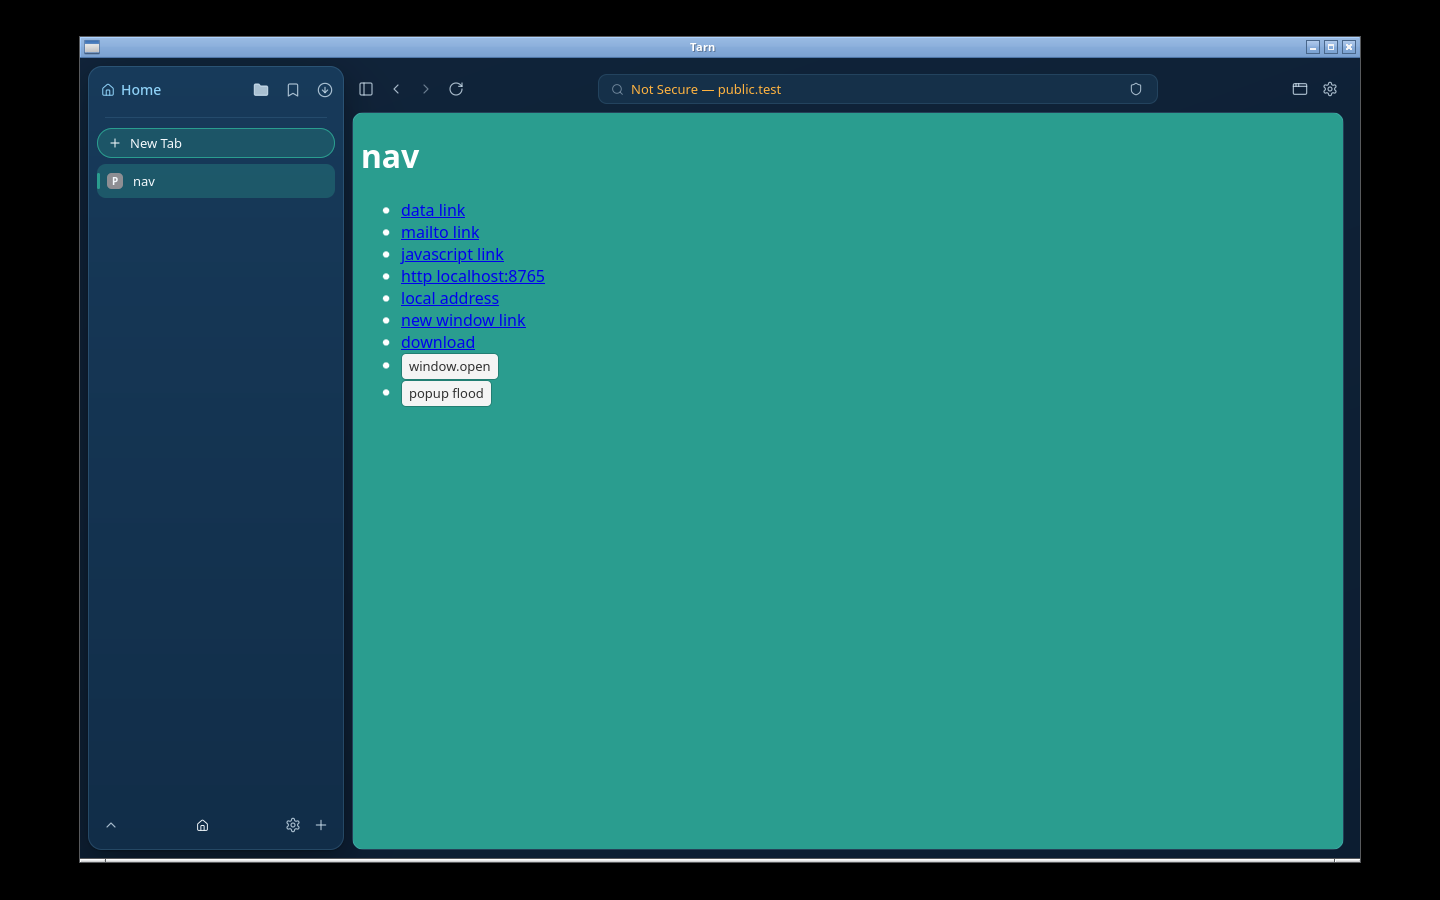 Tarn
Home
Not Secure — public.test
New Tab
P nav
nav
data link
mailto link
javascript link
http localhost:8765
local address
new window link
download
window.open
popup flood